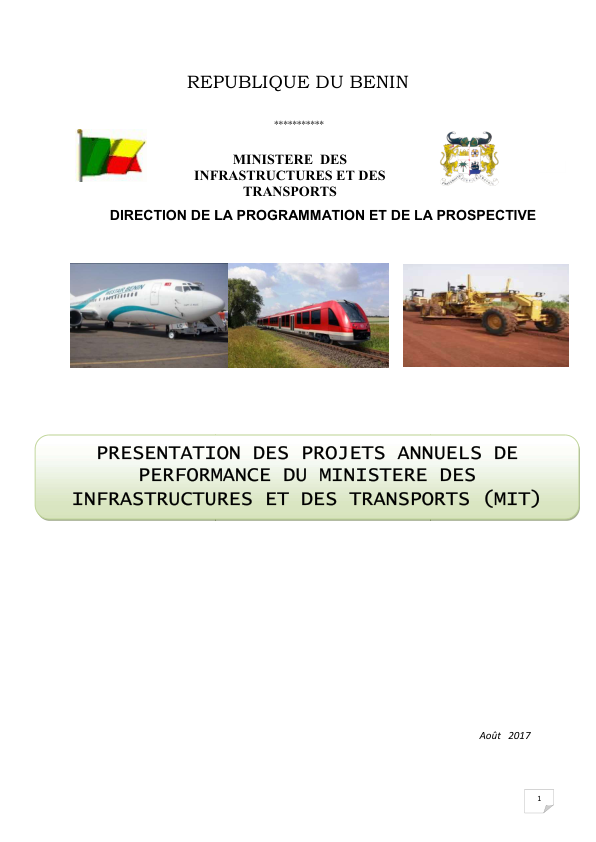 REPUBLIQUE DU BENIN
***********
MINISTERE DES
INFRASTRUCTURES ET DES
TRANSPORTS
DIRECTION DE LA PROGRAMMATION ET DE LA PROSPECTIVE
PRESENTATION DES PROJETS ANNUELS DE
PERFORMANCE DU MINISTERE DES
INFRASTRUCTURES ET DES TRANSPORTS (MIT)
Août 2017
1